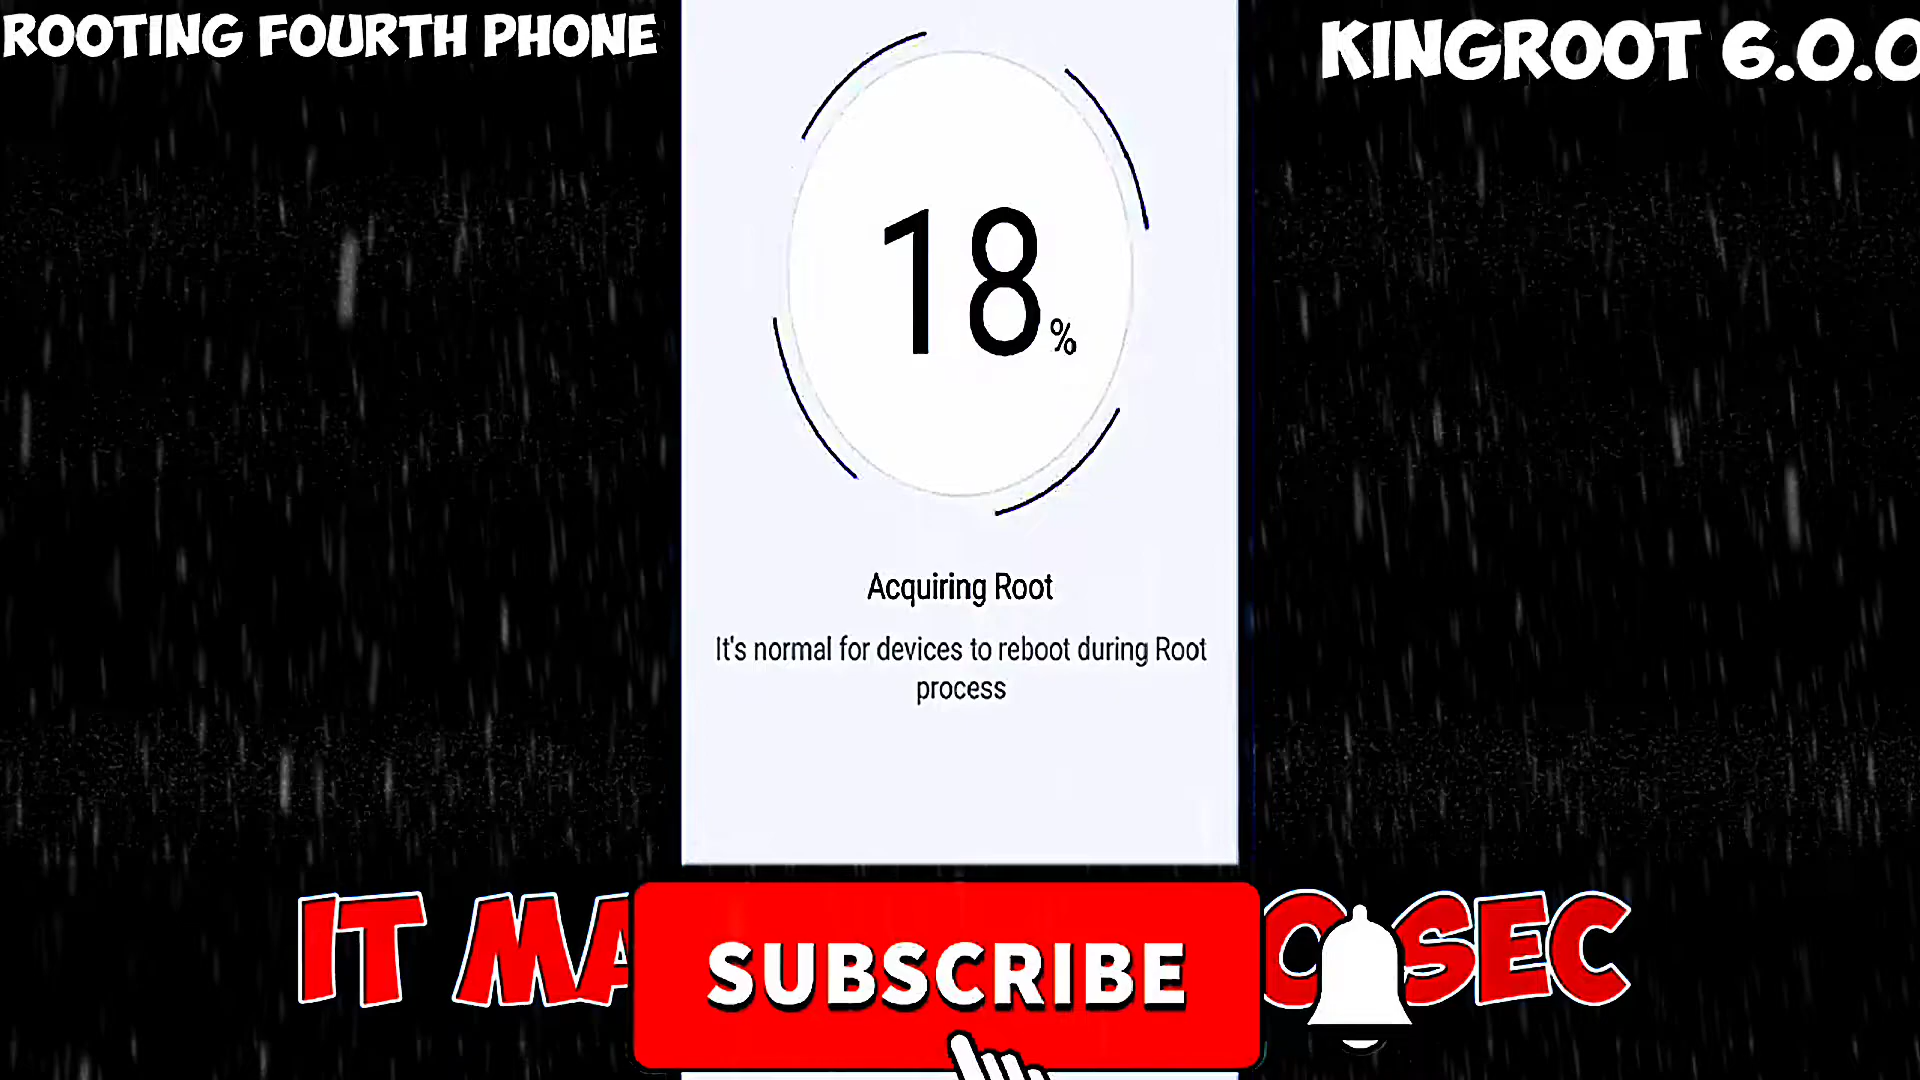 ROOTING FOURTH PHONE
KINGROOT 6.0.0
18%
Acquiring Root
It's normal for devices to reboot during Root
process
IT
SEC
SUBSCRIBE